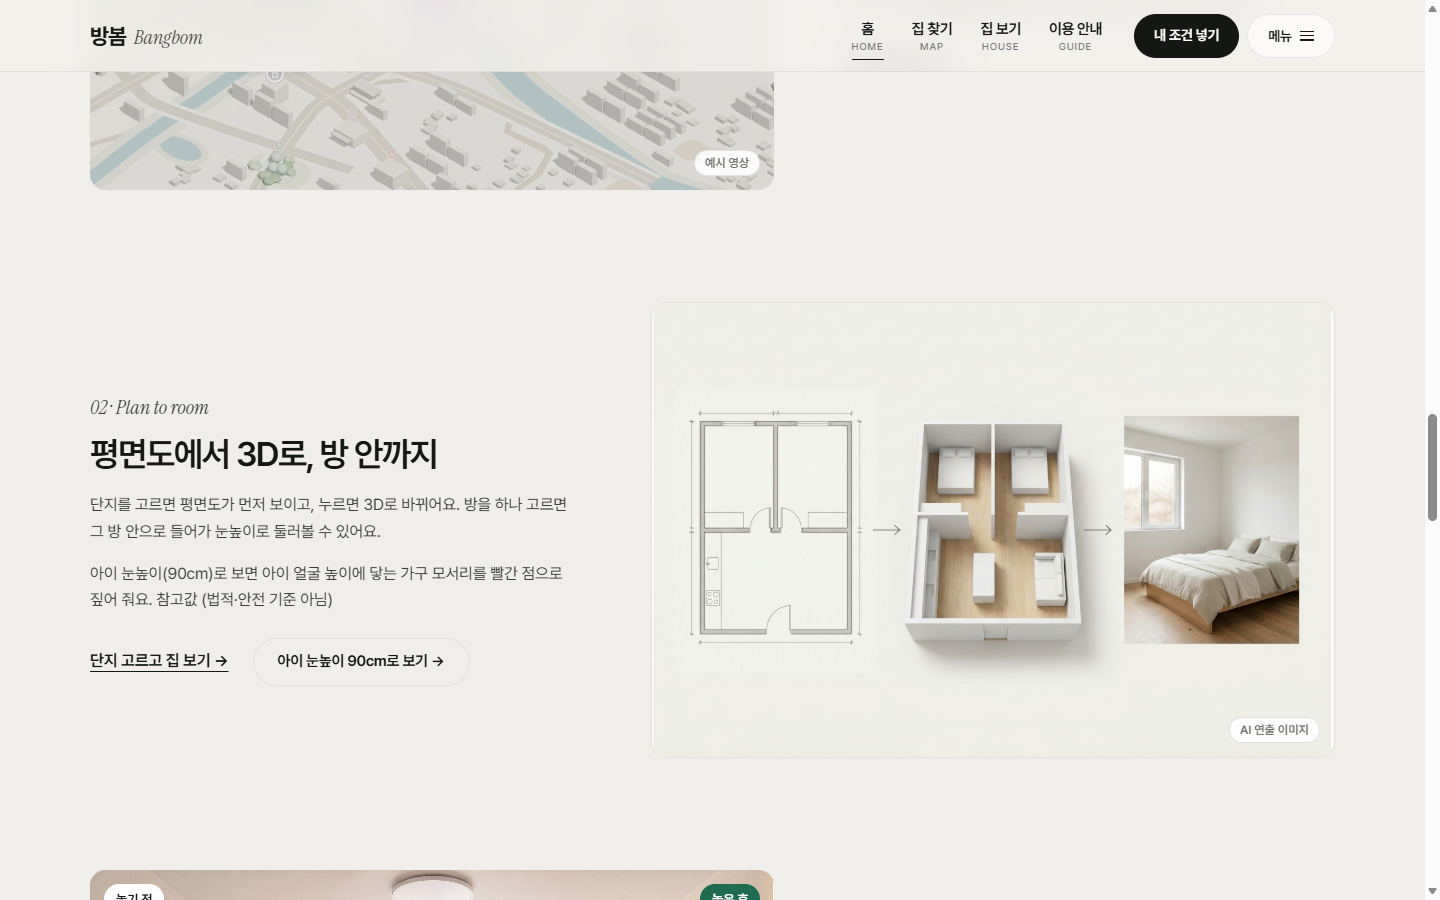 방봄 Bangbom
홈
HOME
집 찾기
MAP
집 보기
HOUSE
이용 안내
GUIDE
내 조건 넣기
메뉴
예시 영상
02· Plan to room
평면도에서 3D로, 방 안까지
단지를 고르면 평면도가 먼저 보이고, 누르면 3D로 바뀌어요. 방을 하나 고르면
그 방 안으로 들어가 눈높이로 둘러볼 수 있어요.
아이 눈높이(90cm)로 보면 아이 얼굴 높이에 닿는 가구 모서리를 빨간 점으로
짚어 줘요. 참고값 (법적·안전 기준 아님)
단지 고르고 집 보기 →
아이 눈높이 90cm로 보기 →
AI 연출 이미지